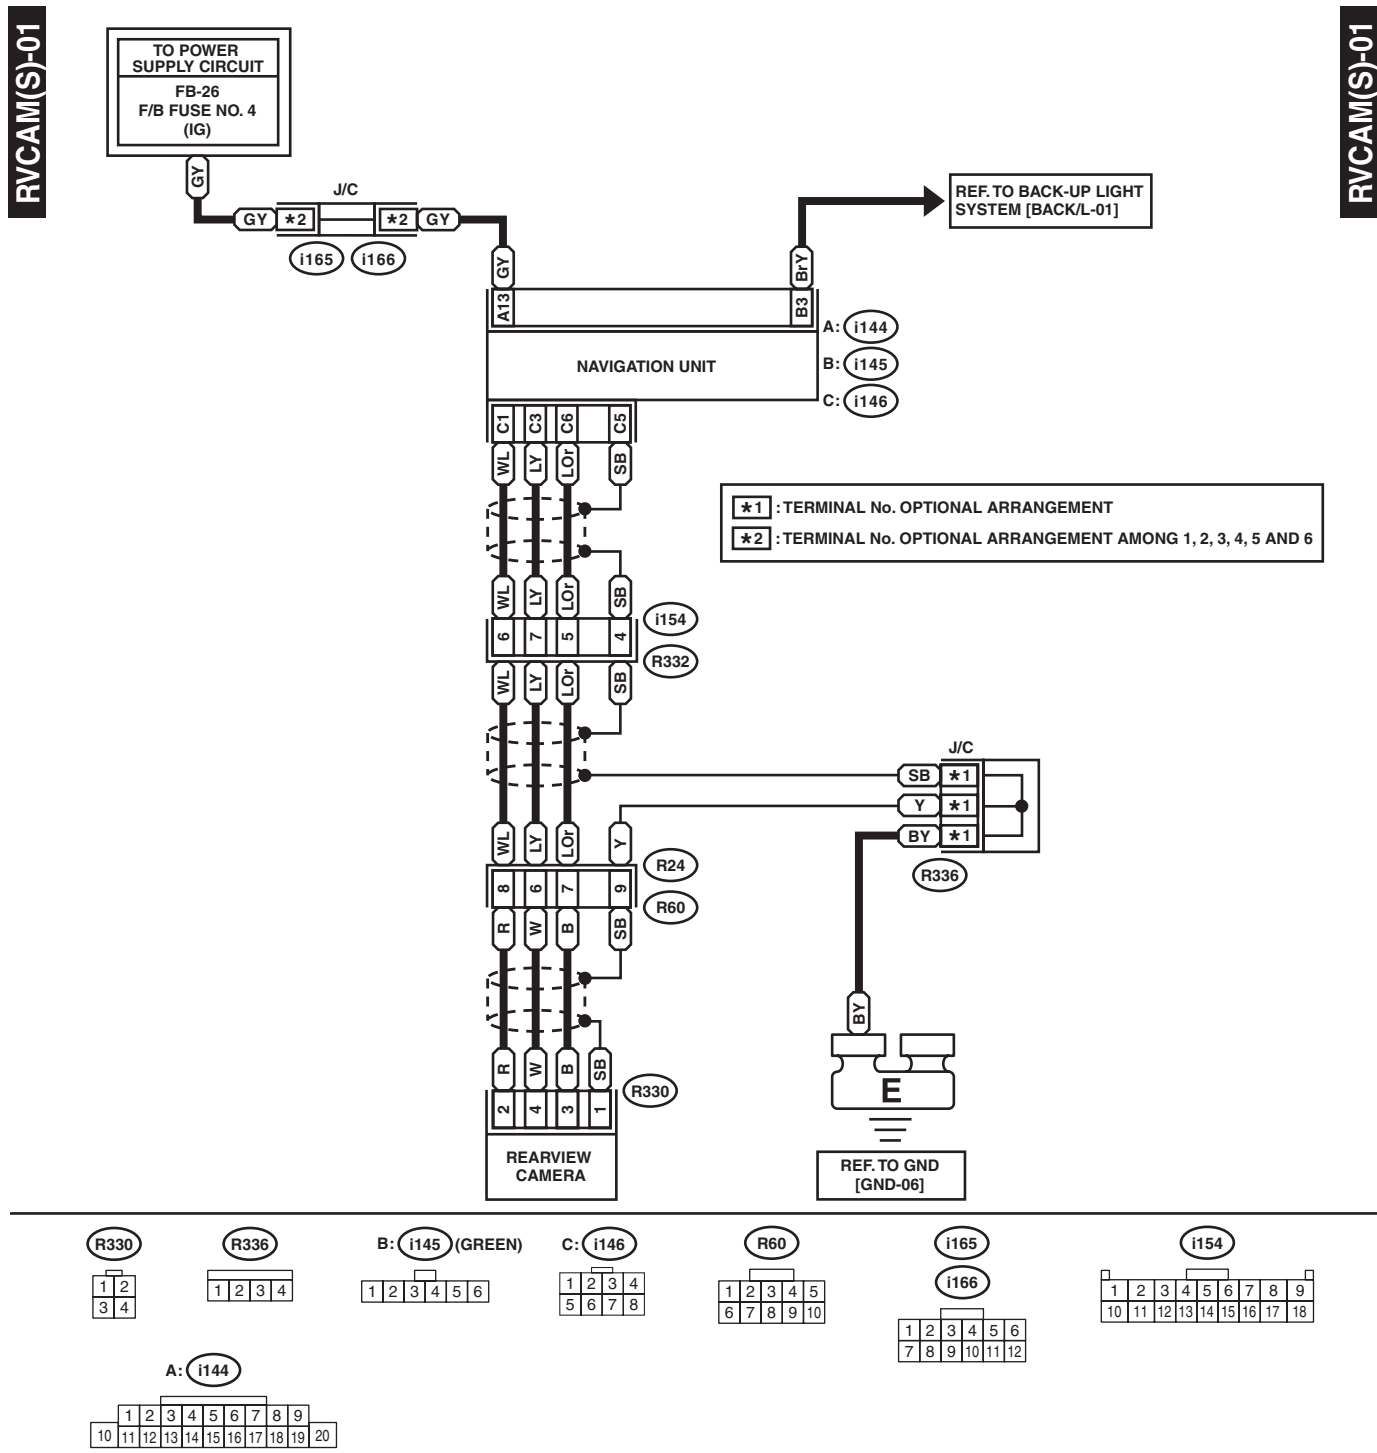 RVCAM(S)-01
RVCAM(S)-01
TO POWER
SUPPLY CIRCUIT
FB-26
F/B FUSE NO. 4
(IG)
GY
J/C
GY *2 *2 GY
i165 i166
GY
BrY
REF. TO BACK-UP LIGHT
SYSTEM [BACK/L-01]
A13 B3
NAVIGATION UNIT
A: i144
B: i145
C: i146
C1 C3 C6 C5
WL LY LOr SB
*1 : TERMINAL No. OPTIONAL ARRANGEMENT
*2 : TERMINAL No. OPTIONAL ARRANGEMENT AMONG 1, 2, 3, 4, 5 AND 6
WL LY LOr SB
6 7 5 4
i154
R332
WL LY LOr SB
J/C
SB *1
Y *1
BY *1
R336
WL LY LOr Y
8 6 7 9
R24
R60
R W B SB
BY
E
REF. TO GND
[GND-06]
R W B SB
2 4 3 1
R330
REARVIEW
CAMERA
R330
1 2
3 4
R336
1 2 3 4
B: i145 (GREEN)
1 2 3 4 5 6
C: i146
1 2 3 4
5 6 7 8
R60
1 2 3 4 5
6 7 8 9 10
i165
i166
1 2 3 4 5 6
7 8 9 10 11 12
i154
1 2 3 4 5 6 7 8 9
10 11 12 13 14 15 16 17 18
A: i144
1 2 3 4 5 6 7 8 9
10 11 12 13 14 15 16 17 18 19 20